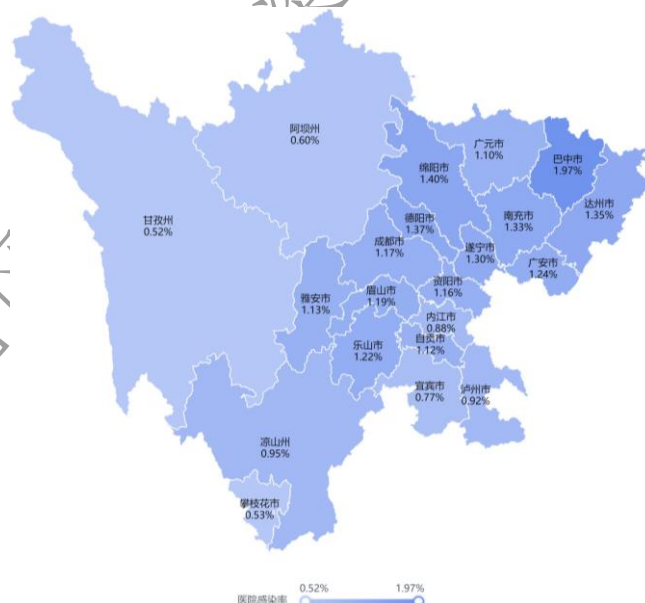 阿坝州
0.60%
广元市
1.10%
巴中市
1.97%
绵阳市
1.40%
达州市
1.35%
甘孜州
0.52%
德阳市
1.37%
南充市
1.33%
成都市
1.17%
遂宁市
1.30%
广安市
1.24%
资阳市
1.16%
眉山市
1.19%
雅安市
1.13%
内江市
0.88%
自贡市
1.12%
乐山市
1.22%
宜宾市
0.77%
泸州市
0.92%
凉山州
0.95%
攀枝花市
0.53%
0.52% 1.97%
医院感染率